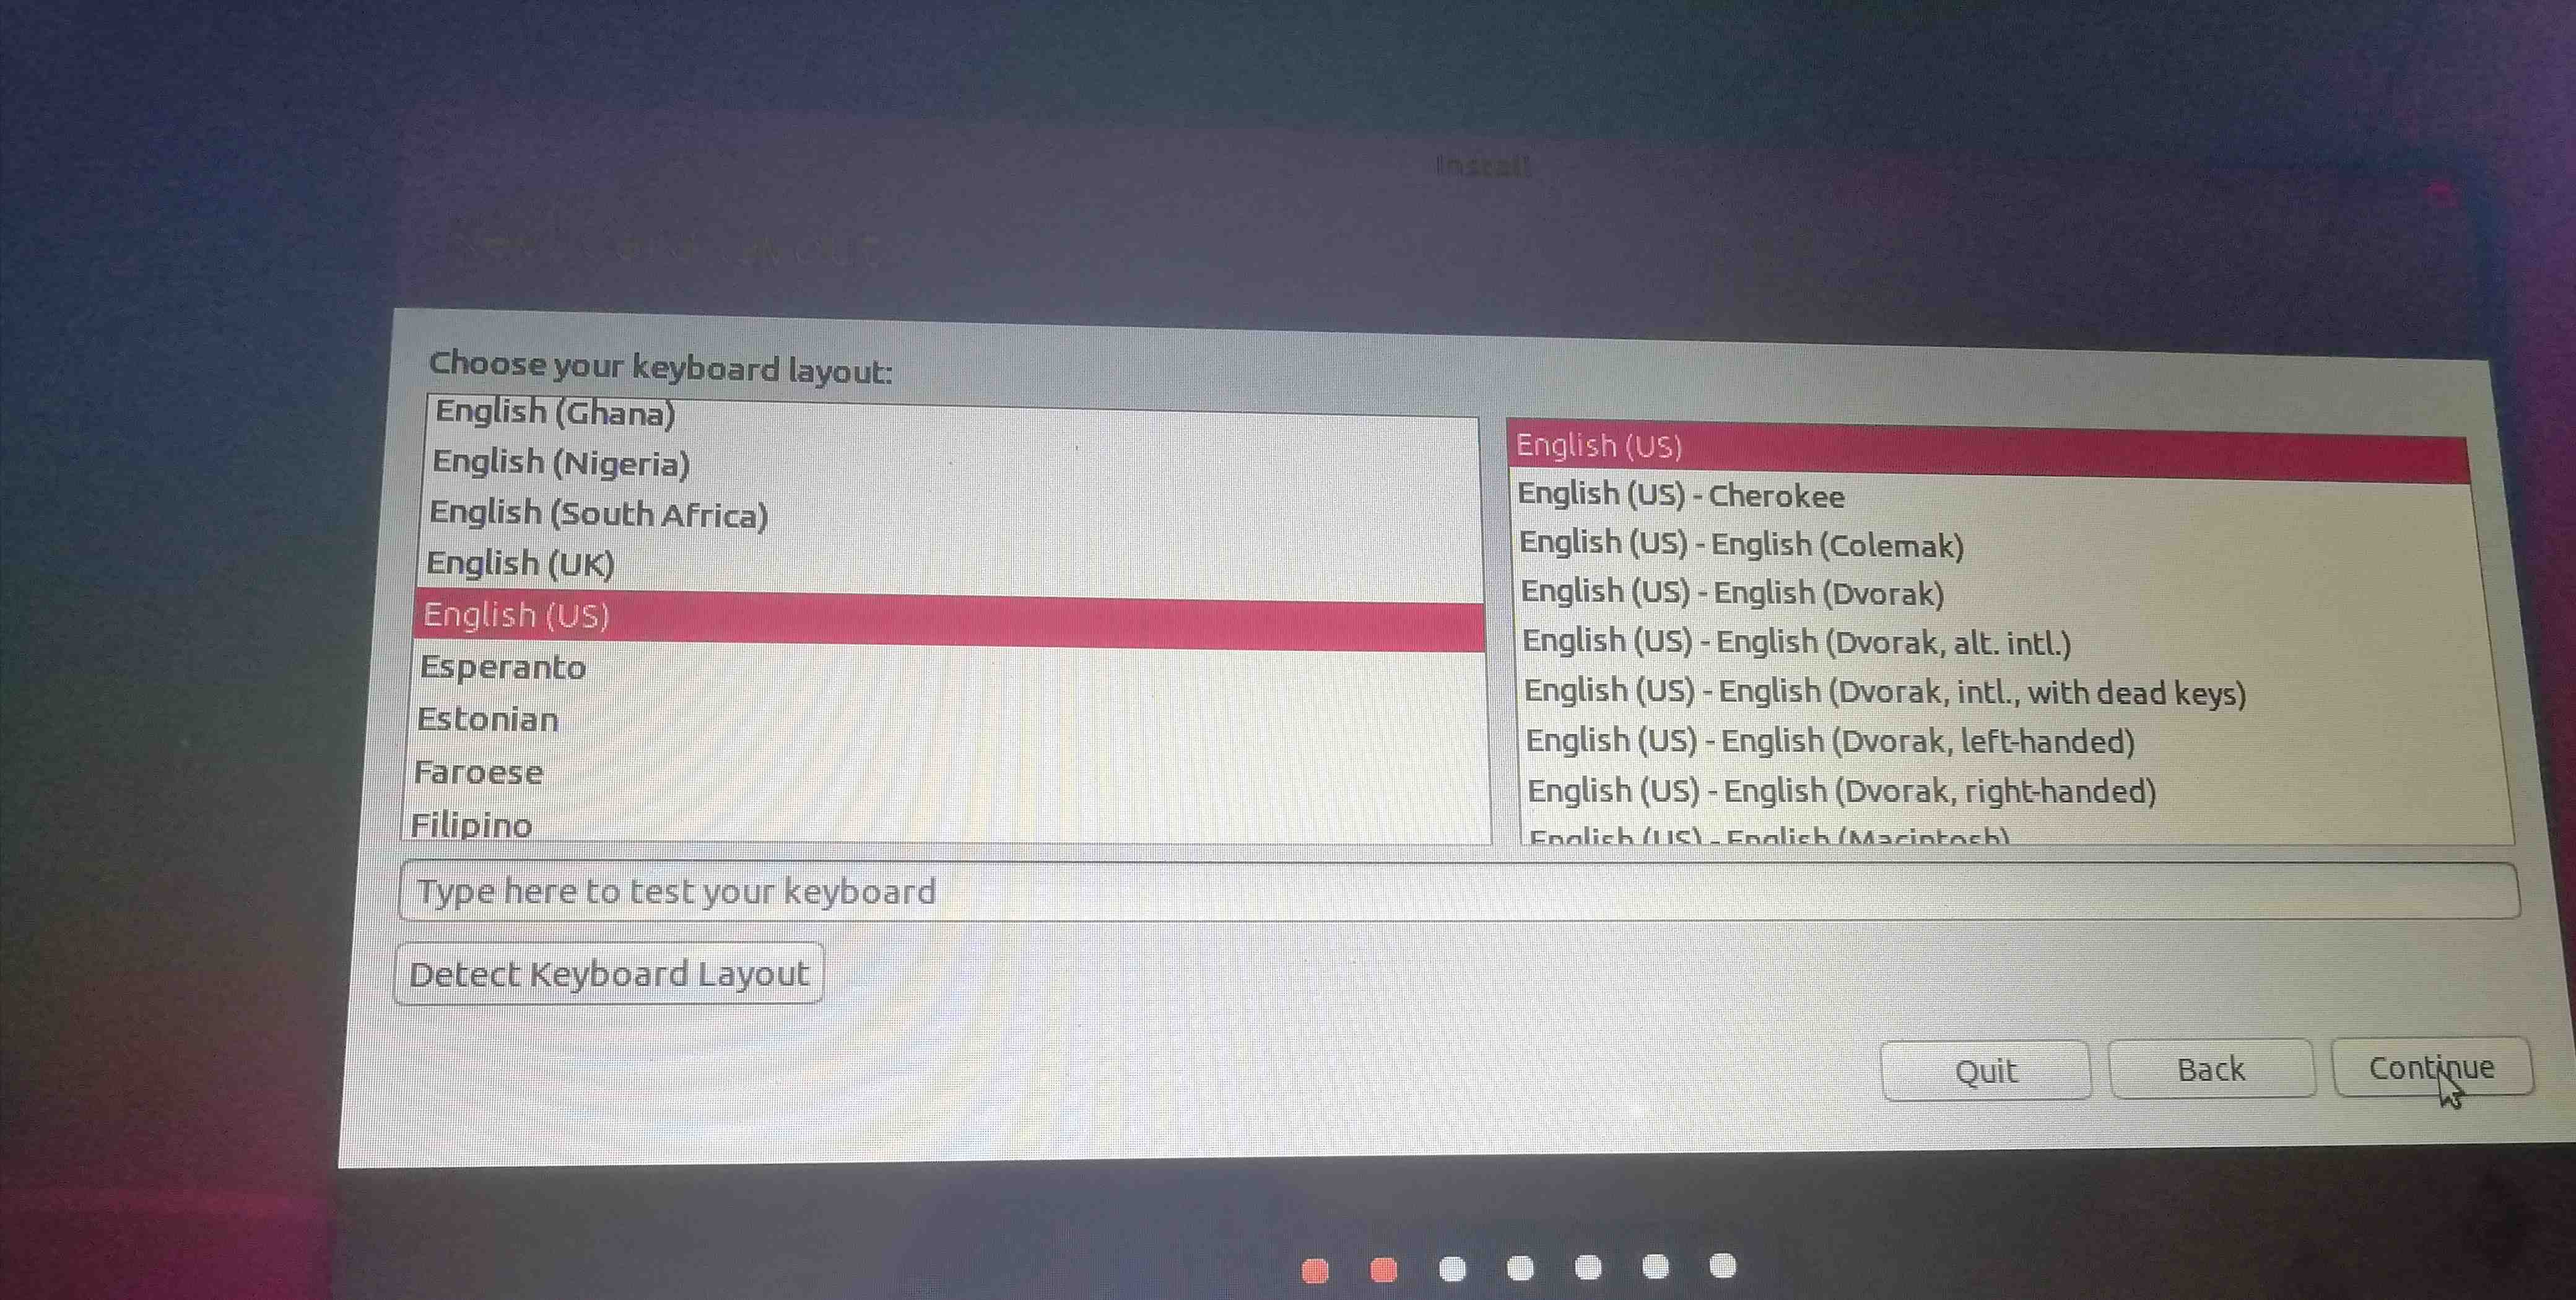 Install
Keyboard layout
Choose your keyboard layout:
English (Ghana)
English (Nigeria)
English (South Africa)
English (UK)
English (US)
Esperanto
Estonian
Faroese
Filipino
English (US)
English (US) - Cherokee
English (US) - English (Colemak)
English (US) - English (Dvorak)
English (US) - English (Dvorak, alt. intl.)
English (US) - English (Dvorak, intl., with dead keys)
English (US) - English (Dvorak, left-handed)
English (US) - English (Dvorak, right-handed)
English (US) - English (Macintosh)
Type here to test your keyboard
Detect Keyboard Layout
Quit
Back
Continue